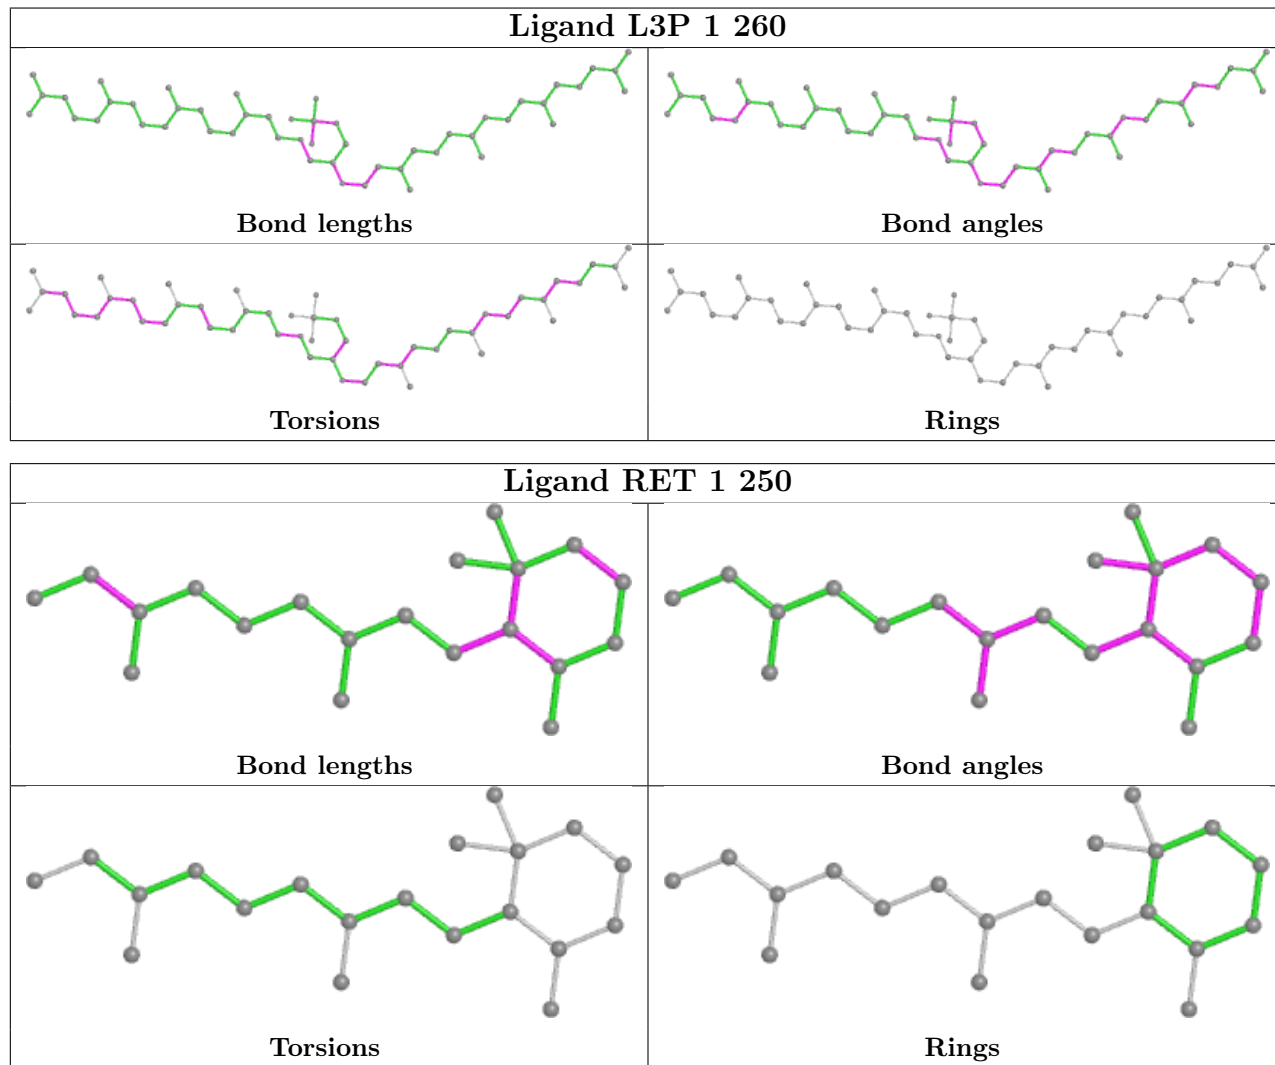 Ligand L3P 1 260
Bond lengths
Bond angles
Torsions
Rings
Ligand RET 1 250
Bond lengths
Bond angles
Torsions
Rings